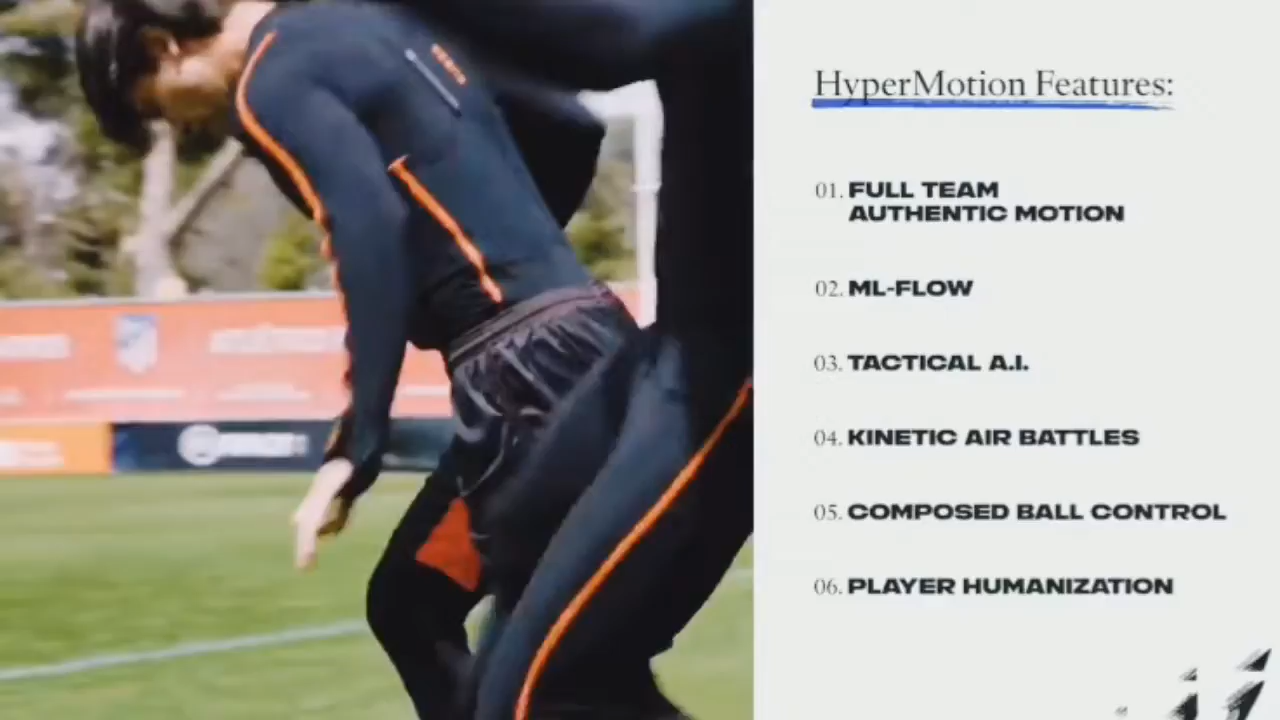 HyperMotion Features:
01. FULL TEAM
AUTHENTIC MOTION
02. ML-FLOW
03. TACTICAL A.I.
04. KINETIC AIR BATTLES
05. COMPOSED BALL CONTROL
06. PLAYER HUMANIZATION